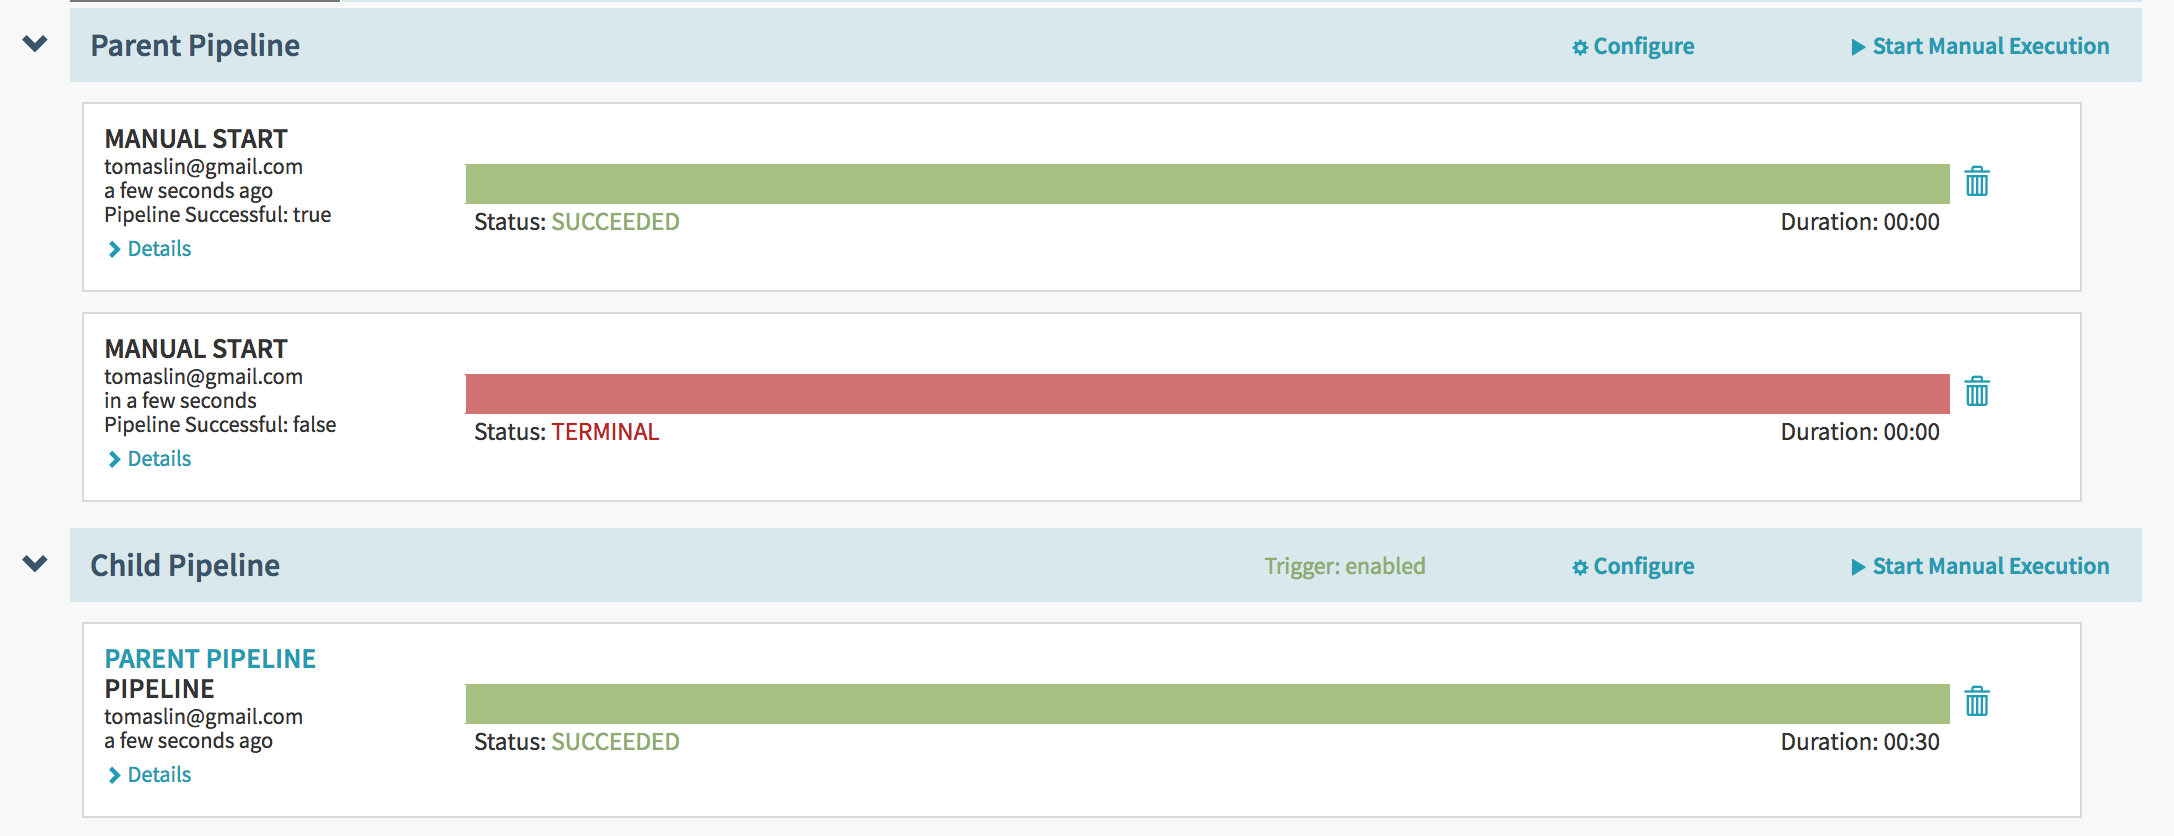 Parent Pipeline
Configure
Start Manual Execution
MANUAL START
tomaslin@gmail.com
a few seconds ago
Pipeline Successful: true
Details
Status: SUCCEEDED
Duration: 00:00
MANUAL START
tomaslin@gmail.com
in a few seconds
Pipeline Successful: false
Details
Status: TERMINAL
Duration: 00:00
Child Pipeline
Trigger: enabled
Configure
Start Manual Execution
PARENT PIPELINE
PIPELINE
tomaslin@gmail.com
a few seconds ago
Details
Status: SUCCEEDED
Duration: 00:30